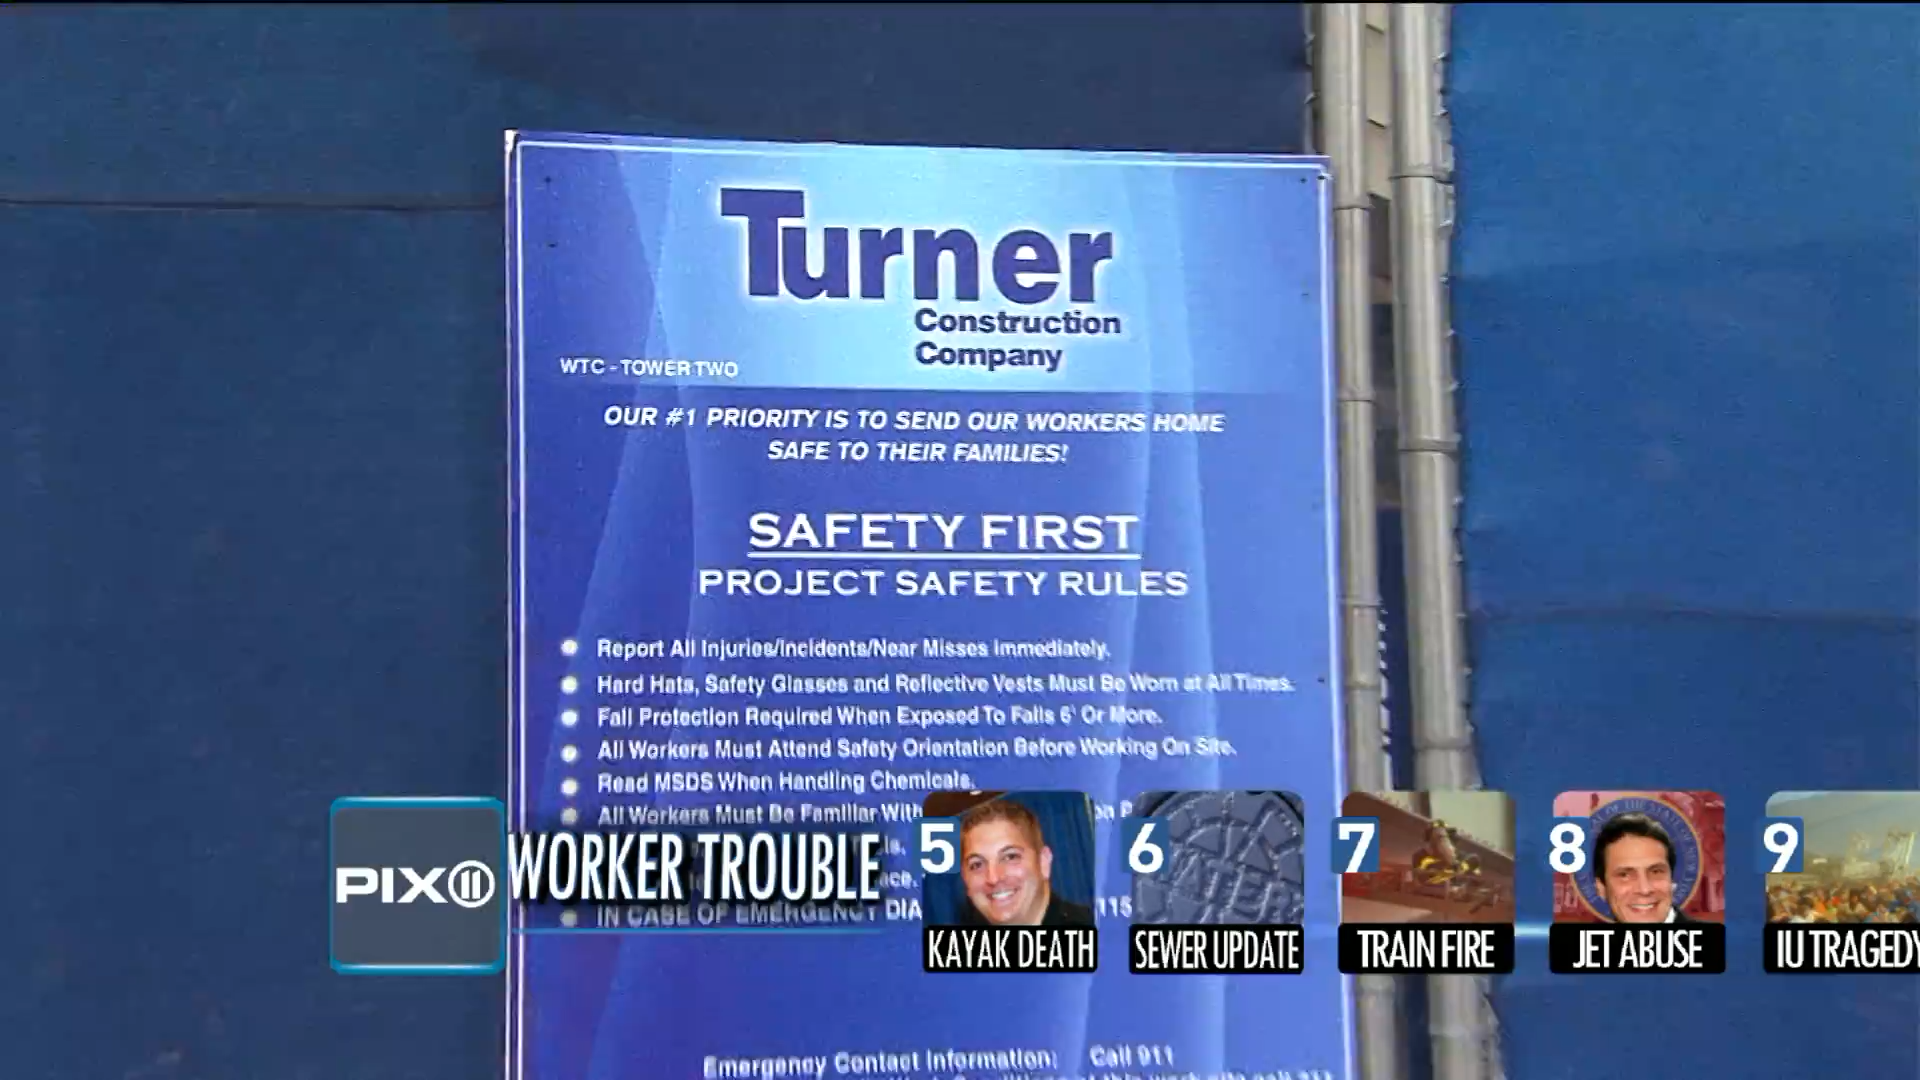 Turner
Construction
Company
WTC - TOWER TWO
OUR #1 PRIORITY IS TO SEND OUR WORKERS HOME
SAFE TO THEIR FAMILIES!
SAFETY FIRST
PROJECT SAFETY RULES
Report All Injuries/Incidents/Near Misses Immediately.
Hard Hats, Safety Glasses and Reflective Vests Must Be Worn at All Times.
Fall Protection Required When Exposed To Falls 6' Or More.
All Workers Must Attend Safety Orientation Before Working On Site.
Read MSDS When Handling Chemicals.
All Workers Must Be Familiar With
IN CASE OF EMERGENCY
PIX11
WORKER TROUBLE
5
KAYAK DEATH
6
WATER
SEWER UPDATE
7
TRAIN FIRE
8
JET ABUSE
9
IU TRAGEDY
Emergency Contact Information: Call 911